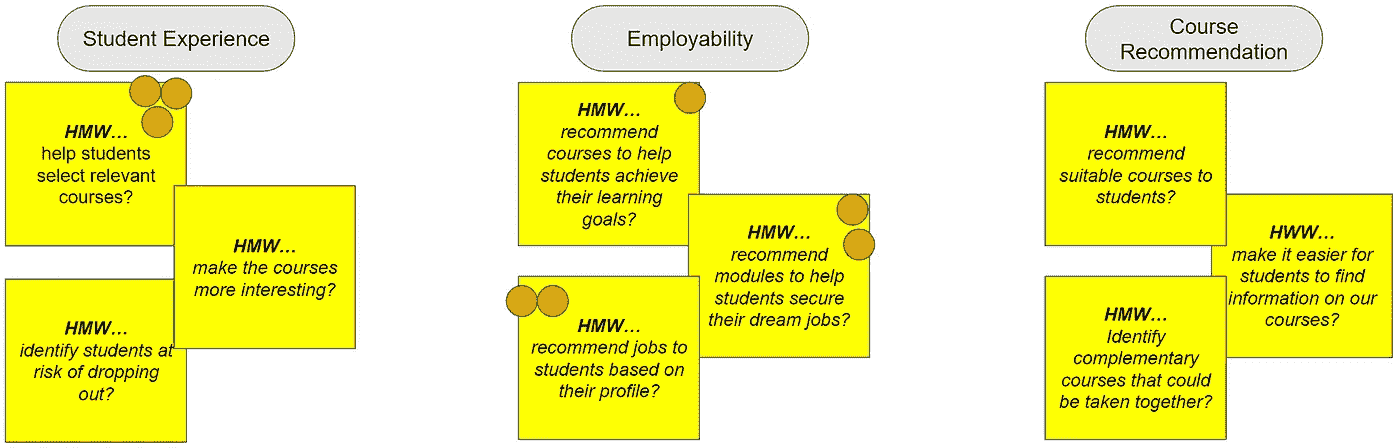 Student Experience
Employability
Course
Recommendation
HMW…
help students
select relevant
courses?
HMW…
make the courses
more interesting?
HMW…
identify students at
risk of dropping
out?
HMW…
recommend
courses to help
students achieve
their learning
goals?
HMW…
recommend
modules to help
students secure
their dream jobs?
HMW…
recommend jobs to
students based on
their profile?
HMW…
recommend
suitable courses to
students?
HWW…
make it easier for
students to find
information on our
courses?
HMW…
Identify
complementary
courses that could
be taken together?